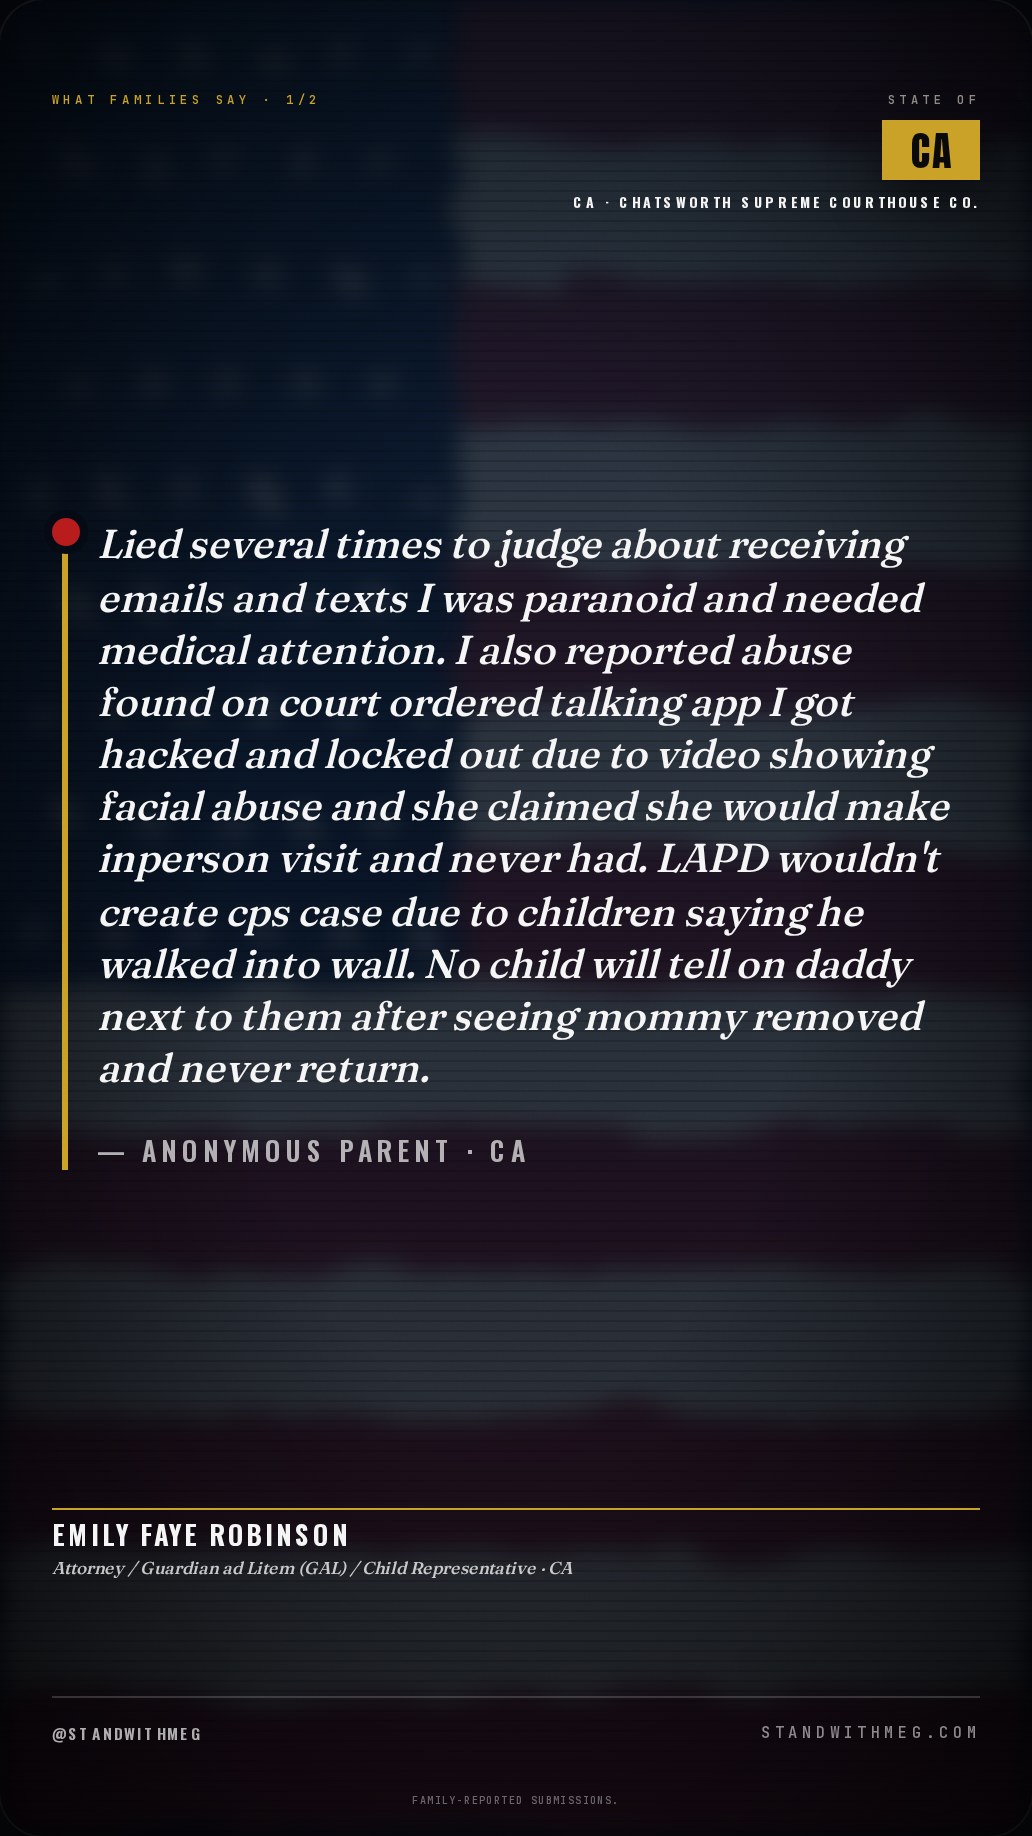 WHAT FAMILIES SAY · 1/2
STATE OF
CA
CA · CHATSWORTH SUPREME COURTHOUSE CO.
Lied several times to judge about receiving
emails and texts I was paranoid and needed
medical attention. I also reported abuse
found on court ordered talking app I got
hacked and locked out due to video showing
facial abuse and she claimed she would make
inperson visit and never had. LAPD wouldn't
create cps case due to children saying he
walked into wall. No child will tell on daddy
next to them after seeing mommy removed
and never return.
— ANONYMOUS PARENT · CA
EMILY FAYE ROBINSON
Attorney / Guardian ad Litem (GAL) / Child Representative · CA
@STANDWITHMEG
STANDWITHMEG.COM
FAMILY-REPORTED SUBMISSIONS.